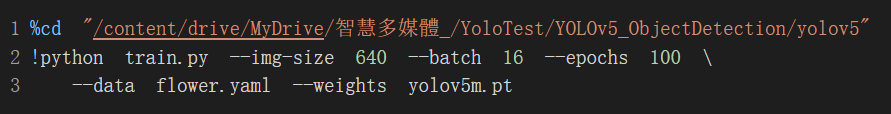 1 %cd "/content/drive/MyDrive/智慧多媒體_/YoloTest/YOLOv5_ObjectDetection/yolov5"
2 !python train.py --img-size 640 --batch 16 --epochs 100 \
3 --data flower.yaml --weights yolov5m.pt